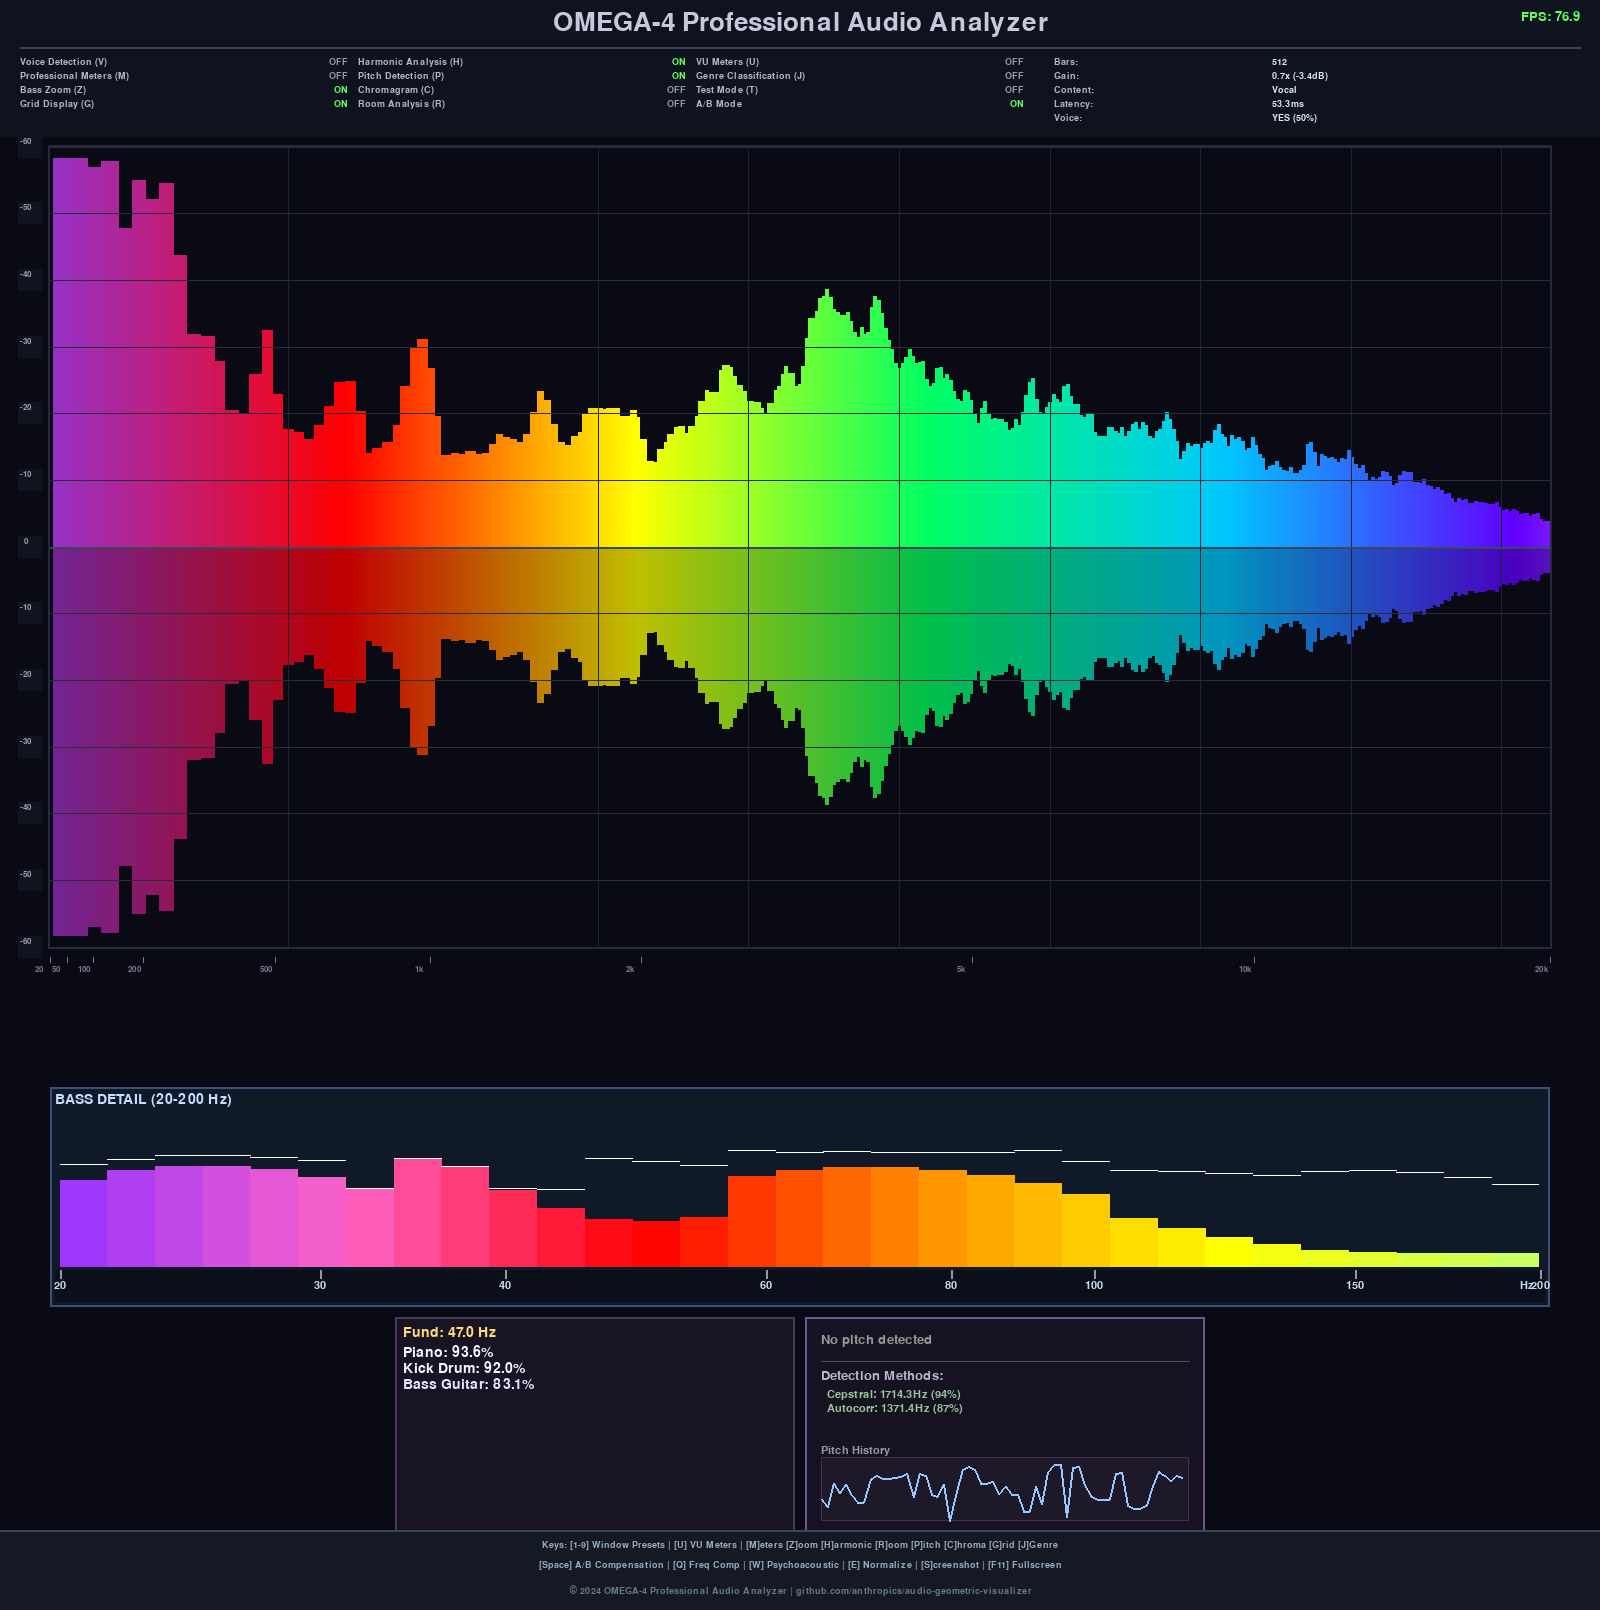 OMEGA-4 Professional Audio Analyzer
FPS: 76.9
Voice Detection (V) OFF Harmonic Analysis (H) ON VU Meters (U) OFF Bars: 512
Professional Meters (M) OFF Pitch Detection (P) ON Genre Classification (J) OFF Gain: 0.7x (-3.4dB)
Bass Zoom (Z) ON Chromagram (C) OFF Test Mode (T) OFF Content: Vocal
Grid Display (G) ON Room Analysis (R) OFF A/B Mode ON Latency: 53.3ms
Voice: YES (50%)
-60
-50
-40
-30
-20
-10
0
-10
-20
-30
-40
-50
-60
20 50 100 200 500 1k 2k 5k 10k 20k
BASS DETAIL (20-200 Hz)
20 30 40 60 80 100 150 Hz 200
Fund: 47.0 Hz
Piano: 93.6%
Kick Drum: 92.0%
Bass Guitar: 83.1%
No pitch detected
Detection Methods:
Cepstral: 1714.3Hz (94%)
Autocorr: 1371.4Hz (87%)
Pitch History
Keys: [1-9] Window Presets | [U] VU Meters | [M]eters [Z]oom [H]armonic [R]oom [P]itch [C]hroma [G]rid [J]Genre
[Space] A/B Compensation | [Q] Freq Comp | [W] Psychoacoustic | [E] Normalize | [S]creenshot | [F11] Fullscreen
© 2024 OMEGA-4 Professional Audio Analyzer | github.com/anthropics/audio-geometric-visualizer